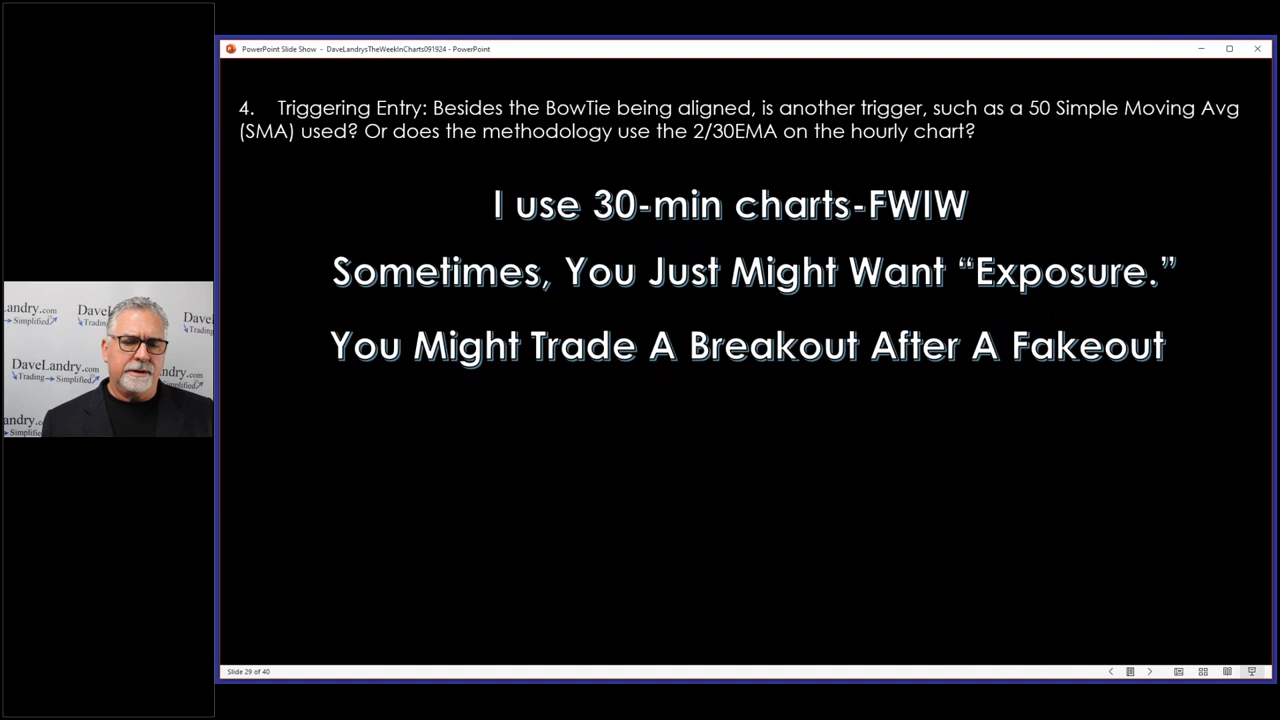 PowerPoint Slide Show - DaveLandrysTheWeekInCharts091924 - PowerPoint
4. Triggering Entry: Besides the BowTie being aligned, is another trigger, such as a 50 Simple Moving Avg
(SMA) used? Or does the methodology use the 2/30EMA on the hourly chart?
I use 30-min charts-FWIW
Sometimes, You Just Might Want “Exposure.”
You Might Trade A Breakout After A Fakeout
Landry.com
Simplified
DaveLandry.com
Trading Simplified
Slide 29 of 40